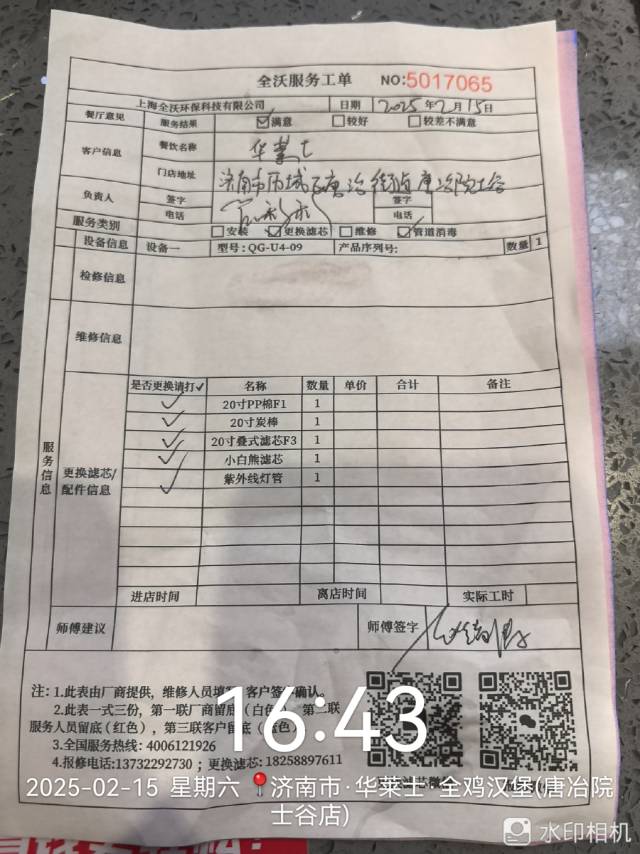 全沃服务工单 NO:5017065
上海全沃环保科技有限公司 日期 2025年2月15日
餐厅意见 服务结果 ☑满意 □较好 □较差不满意
客户信息 餐饮名称 华莱士
门店地址 济南市历城区唐冶街道唐冶院士谷
负责人 签字 签字
电话 电话
服务类别 □安装 ☑更换滤芯 □维修 ☑管道消毒
设备信息 设备一 型号:QG-U4-09 产品序列号: 数量 1
检修信息
维修信息
服务信息
更换滤芯/配件信息
是否更换请打✓ 名称 数量 单价 合计 备注
✓ 20寸PP棉F1 1
✓ 20寸炭棒 1
✓ 20寸叠式滤芯F3 1
✓ 小白熊滤芯 1
✓ 紫外线灯管 1
进店时间 离店时间 实际工时
师傅建议 师傅签字
注:1.此表由厂商提供,维修人员填 客户签 确认。
2.此表一式三份,第一联厂商留底(白色),第二联
服务人员留底(红色),第三联客户留底(蓝色)
3.全国服务热线:4006121926
4.报修电话:13732292730 ;更换滤芯:18258897611
16:43
2025-02-15 星期六 济南市·华莱士·全鸡汉堡(唐冶院
士谷店)
水印相机